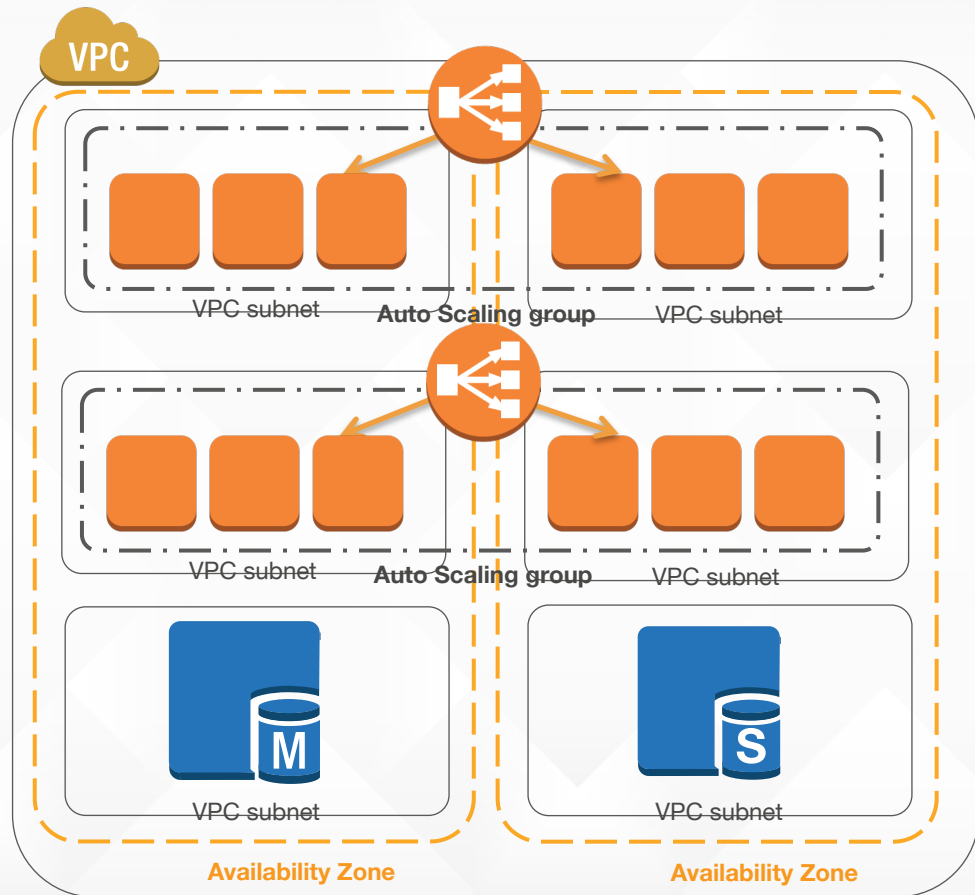 VPC
VPC subnet
Auto Scaling group
VPC subnet
VPC subnet
Auto Scaling group
VPC subnet
M
S
VPC subnet
VPC subnet
Availability Zone
Availability Zone